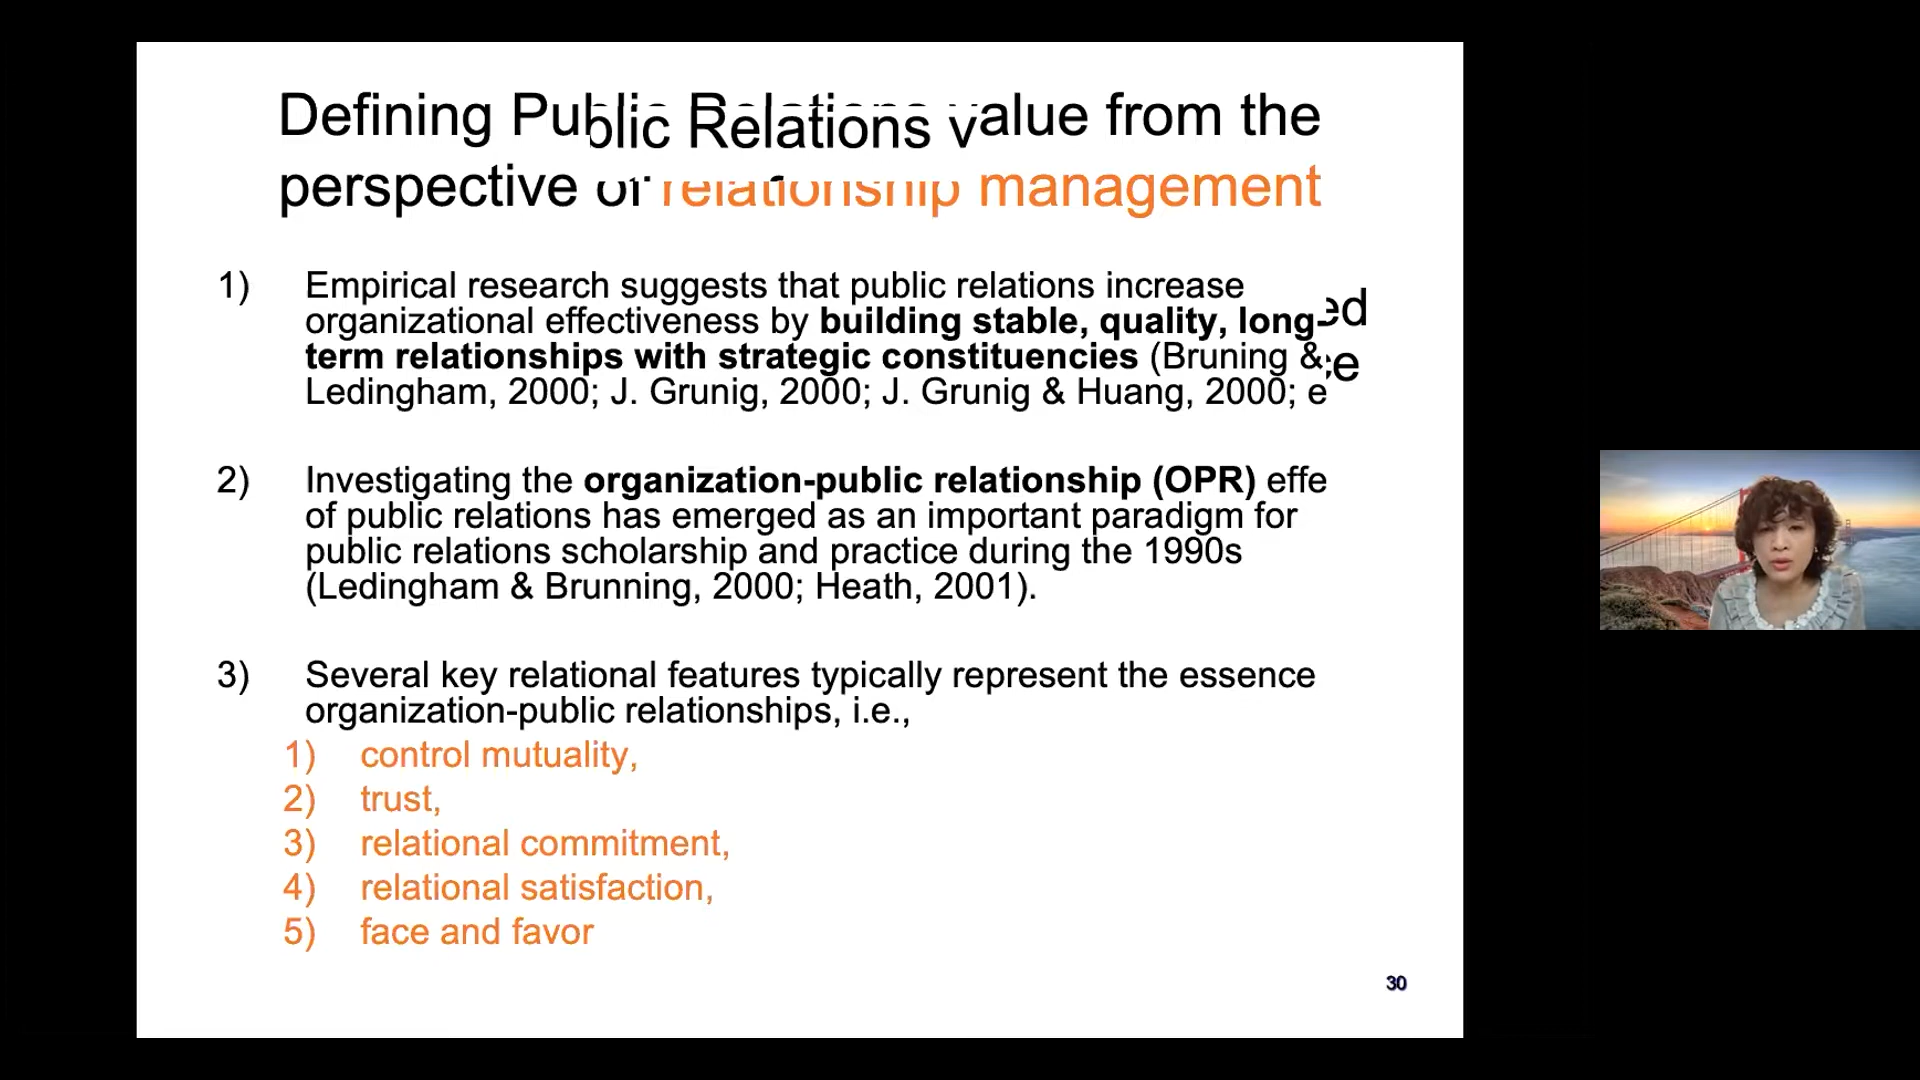 Defining Public Relations value from the
perspective of relationship management
1) Empirical research suggests that public relations increase
organizational effectiveness by building stable, quality, long-
term relationships with strategic constituencies (Bruning &
Ledingham, 2000; J. Grunig, 2000; J. Grunig & Huang, 2000; e
2) Investigating the organization-public relationship (OPR) effe
of public relations has emerged as an important paradigm for
public relations scholarship and practice during the 1990s
(Ledingham & Brunning, 2000; Heath, 2001).
3) Several key relational features typically represent the essence
organization-public relationships, i.e.,
1) control mutuality,
2) trust,
3) relational commitment,
4) relational satisfaction,
5) face and favor
30